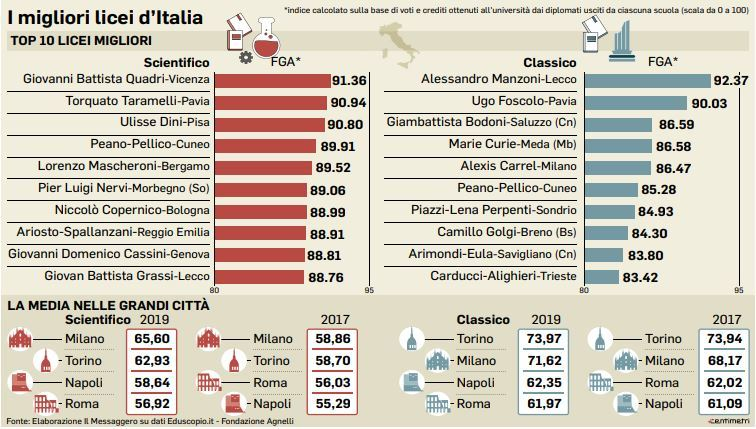 I migliori licei d'Italia
*indice calcolato sulla base di voti e crediti ottenuti all'università dai diplomati usciti da ciascuna scuola (scala da 0 a 100)
TOP 10 LICEI MIGLIORI
Scientifico FGA*
Giovanni Battista Quadri-Vicenza 91.36
Torquato Taramelli-Pavia 90.94
Ulisse Dini-Pisa 90.80
Peano-Pellico-Cuneo 89.91
Lorenzo Mascheroni-Bergamo 89.52
Pier Luigi Nervi-Morbegno (So) 89.06
Niccolò Copernico-Bologna 88.99
Ariosto-Spallanzani-Reggio Emilia 88.91
Giovanni Domenico Cassini-Genova 88.81
Giovan Battista Grassi-Lecco 88.76
80 95
Classico FGA*
Alessandro Manzoni-Lecco 92.37
Ugo Foscolo-Pavia 90.03
Giambattista Bodoni-Saluzzo (Cn) 86.59
Marie Curie-Meda (Mb) 86.58
Alexis Carrel-Milano 86.47
Peano-Pellico-Cuneo 85.28
Piazzi-Lena Perpenti-Sondrio 84.93
Camillo Golgi-Breno (Bs) 84.30
Arimondi-Eula-Savigliano (Cn) 83.80
Carducci-Alighieri-Trieste 83.42
80 95
LA MEDIA NELLE GRANDI CITTÀ
Scientifico 2019
Milano 65,60
Torino 62,93
Napoli 58,64
Roma 56,92
2017
Milano 58,86
Torino 58,70
Roma 56,03
Napoli 55,29
Classico 2019
Torino 73,97
Milano 71,62
Napoli 62,35
Roma 61,97
2017
Torino 73,94
Milano 68,17
Roma 62,02
Napoli 61,09
Fonte: Elaborazione Il Messaggero su dati Eduscopio.it - Fondazione Agnelli
centimetri